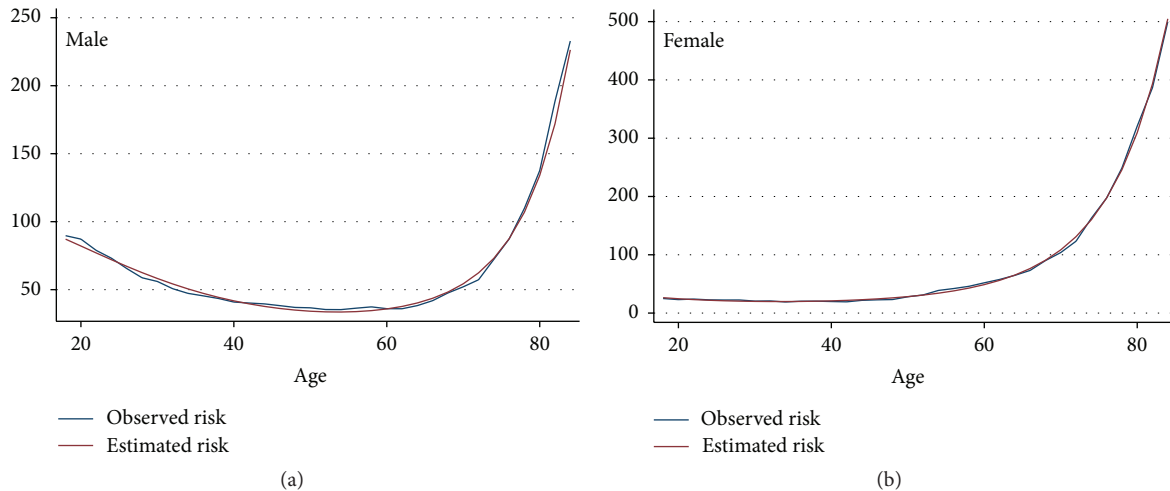 Male
250
200
150
100
50
20 40 60 80
Age
Observed risk
Estimated risk
(a)
Female
500
400
300
200
100
0
20 40 60 80
Age
Observed risk
Estimated risk
(b)